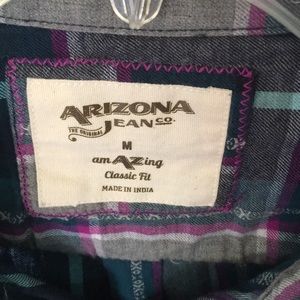 ARIZONA
THE ORIGINAL JEAN CO.
M
amAZing
Classic Fit
MADE IN INDIA